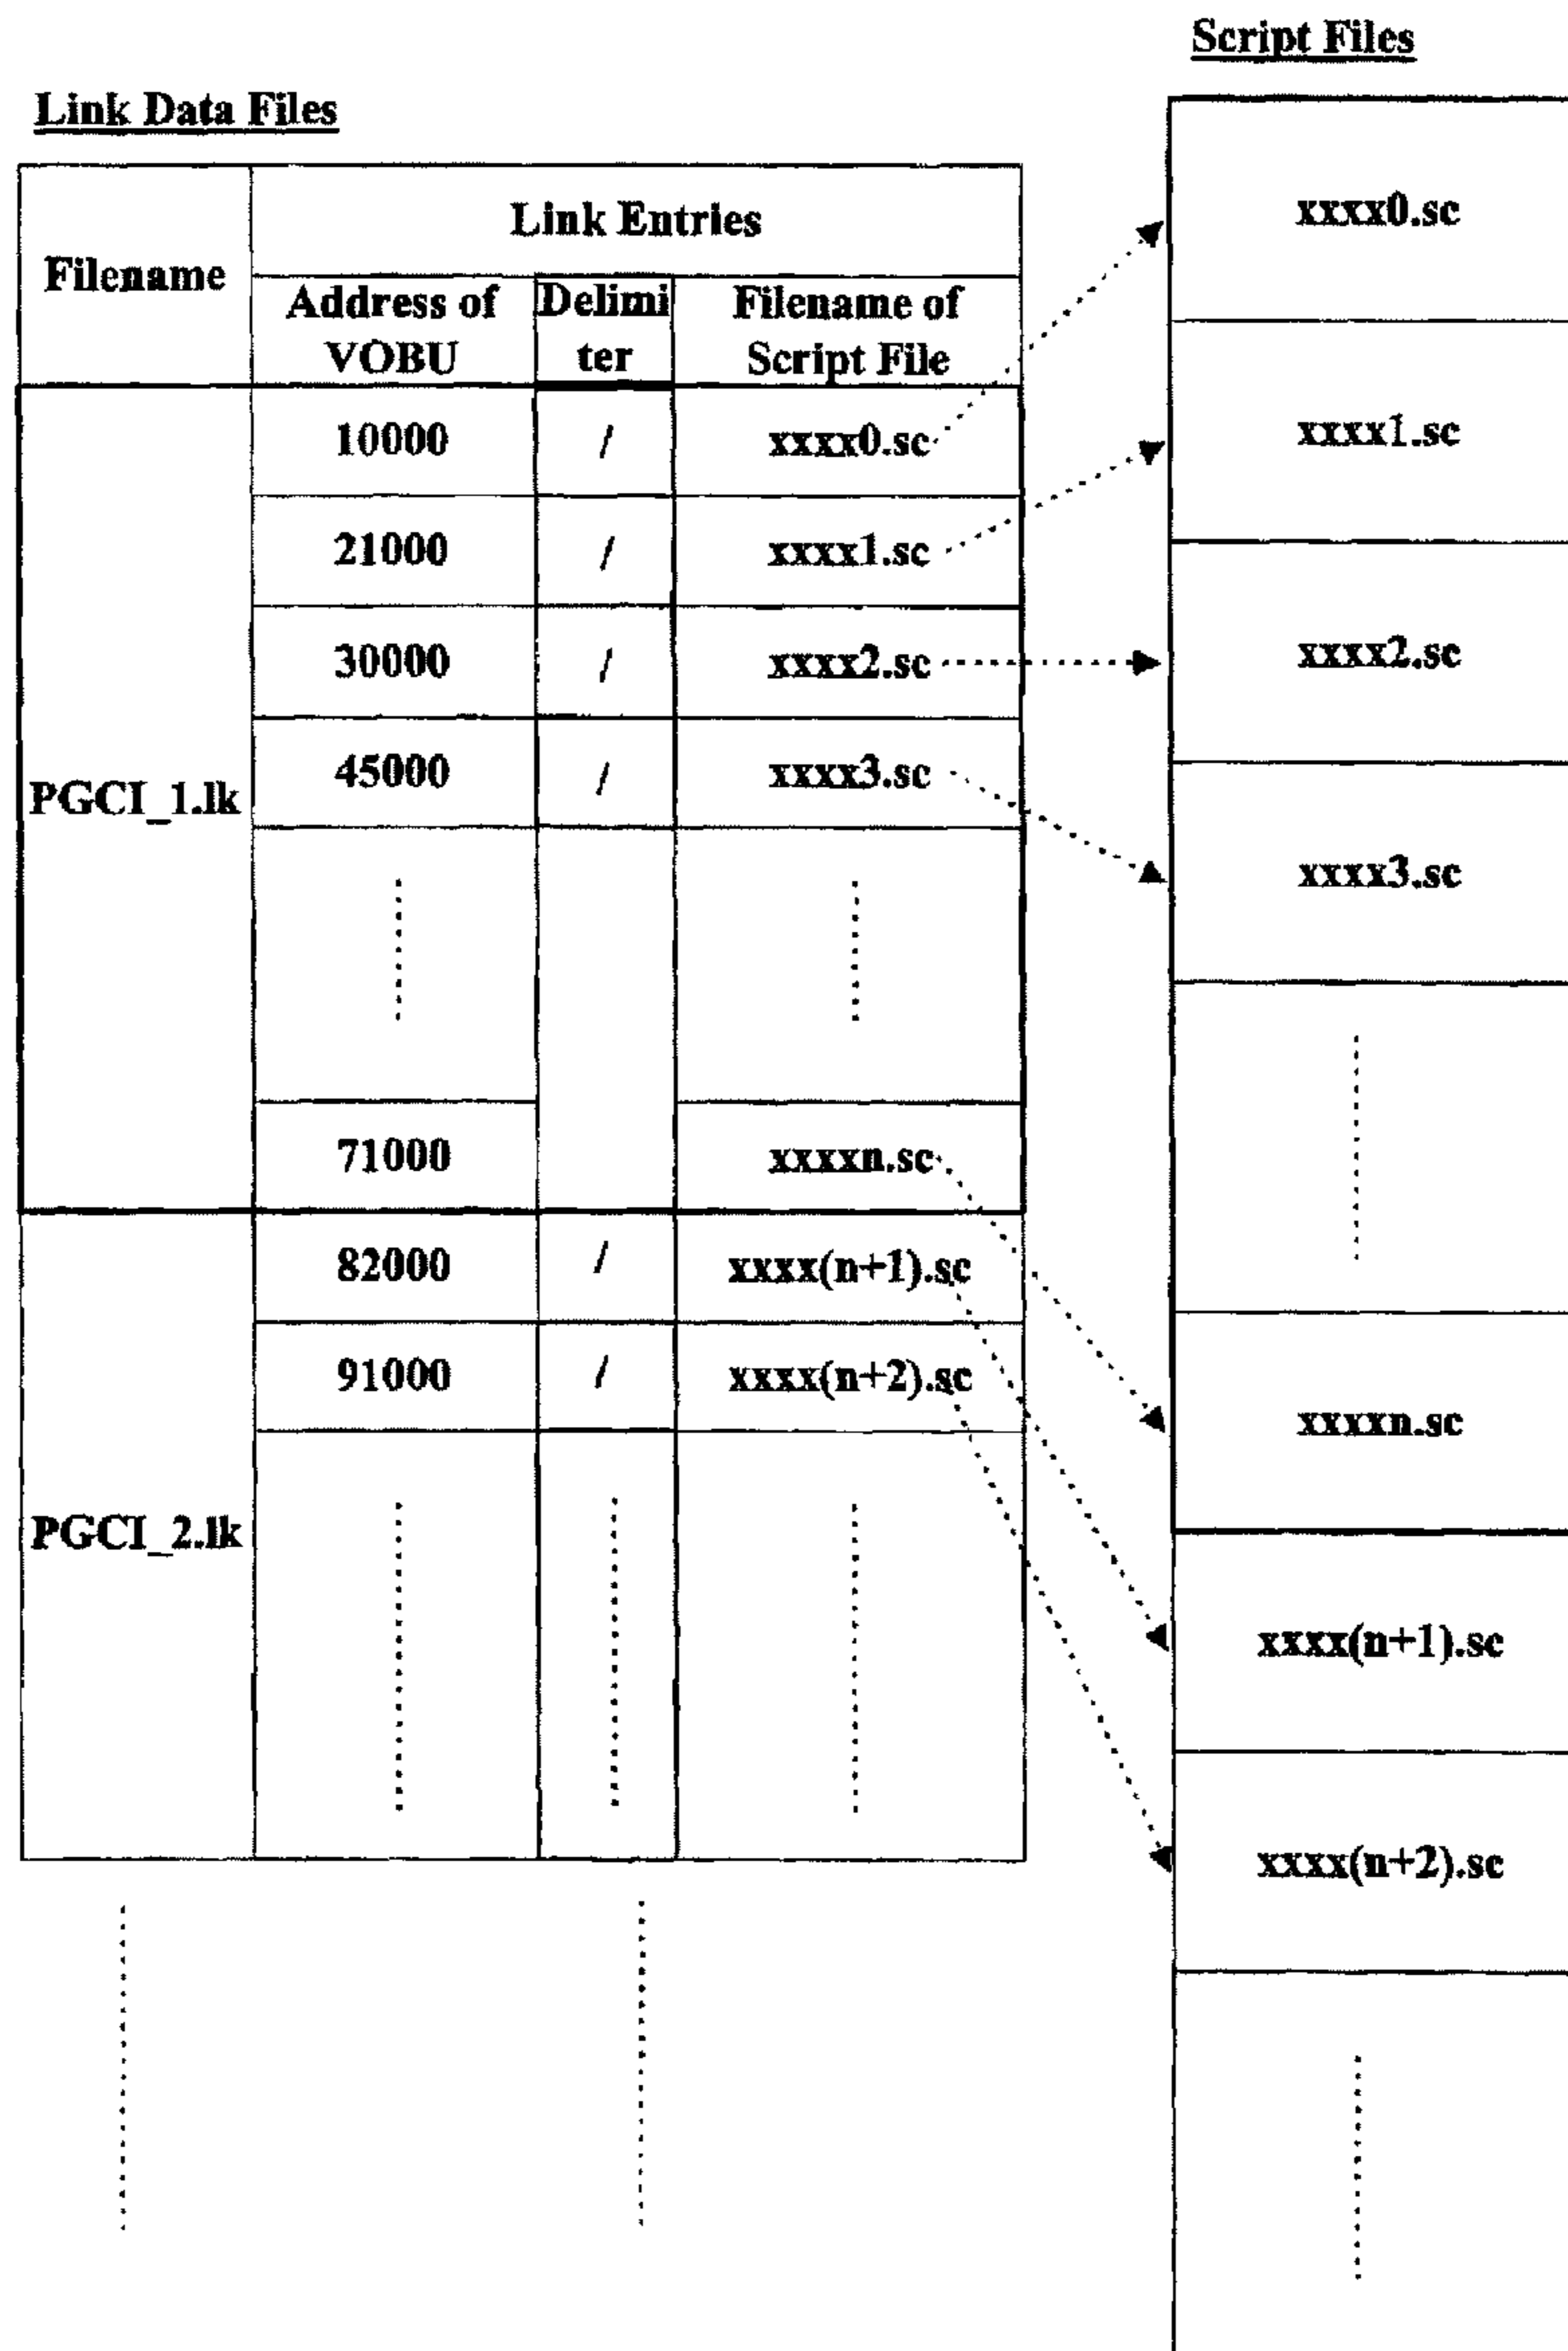 Script Files
Link Data Files
Filename
Link Entries
Address of
VOBU
Delimi
ter
Filename of
Script File
PGCI_1.lk
10000 / xxxx0.sc
21000 / xxxx1.sc
30000 / xxxx2.sc
45000 / xxxx3.sc
71000 xxxxn.sc
PGCI_2.lk
82000 / xxxx(n+1).sc
91000 / xxxx(n+2).sc
xxxx0.sc
xxxx1.sc
xxxx2.sc
xxxx3.sc
xxxxn.sc
xxxx(n+1).sc
xxxx(n+2).sc